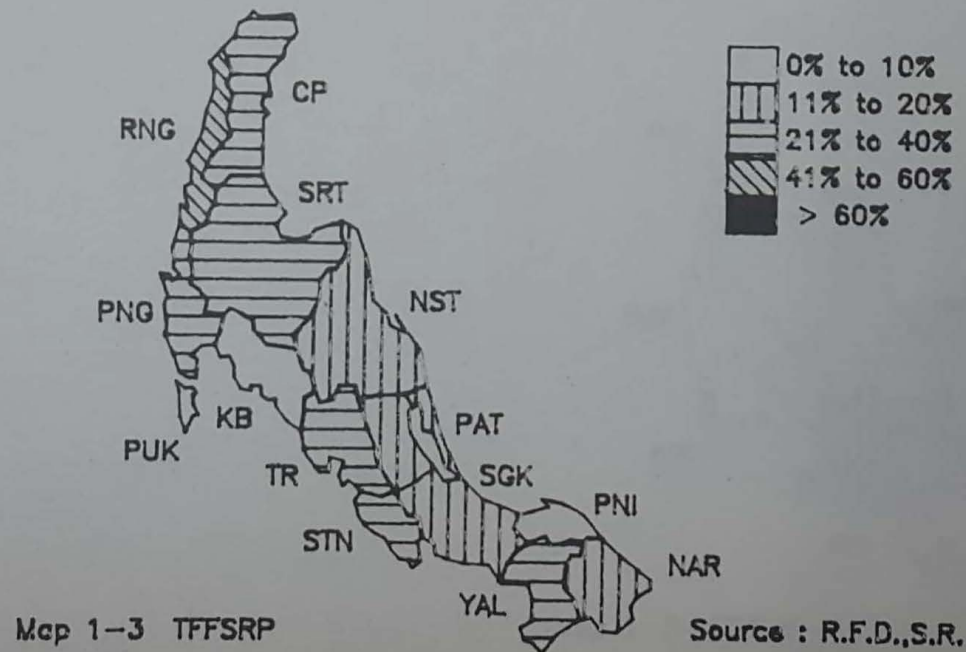 CP
RNG
SRT
PNG
NST
KB
PUK
PAT
TR
SGK
STN
PNI
NAR
YAL
0% to 10%
11% to 20%
21% to 40%
41% to 60%
> 60%
Map 1-3 TFFSRP
Source : R.F.D.,S.R.